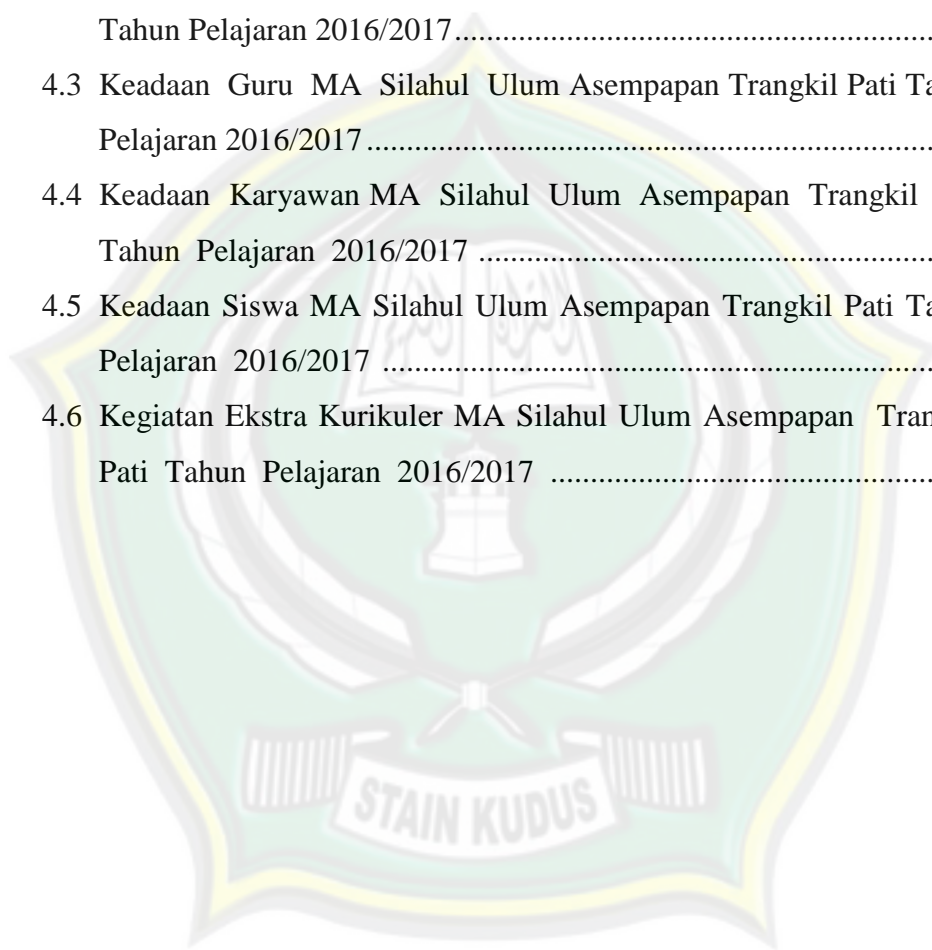 Tahun Pelajaran 2016/2017.............................................................
4.3 Keadaan Guru MA Silahul Ulum Asempapan Trangkil Pati
Pelajaran 2016/2017.........................................................................
4.4 Keadaan Karyawan MA Silahul Ulum Asempapan Trangkil
Tahun Pelajaran 2016/2017 ..........................................................
4.5 Keadaan Siswa MA Silahul Ulum Asempapan Trangkil Pati
Pelajaran 2016/2017 ......................................................................
4.6 Kegiatan Ekstra Kurikuler MA Silahul Ulum Asempapan
Pati Tahun Pelajaran 2016/2017 .................................................
STAIN KUDUS